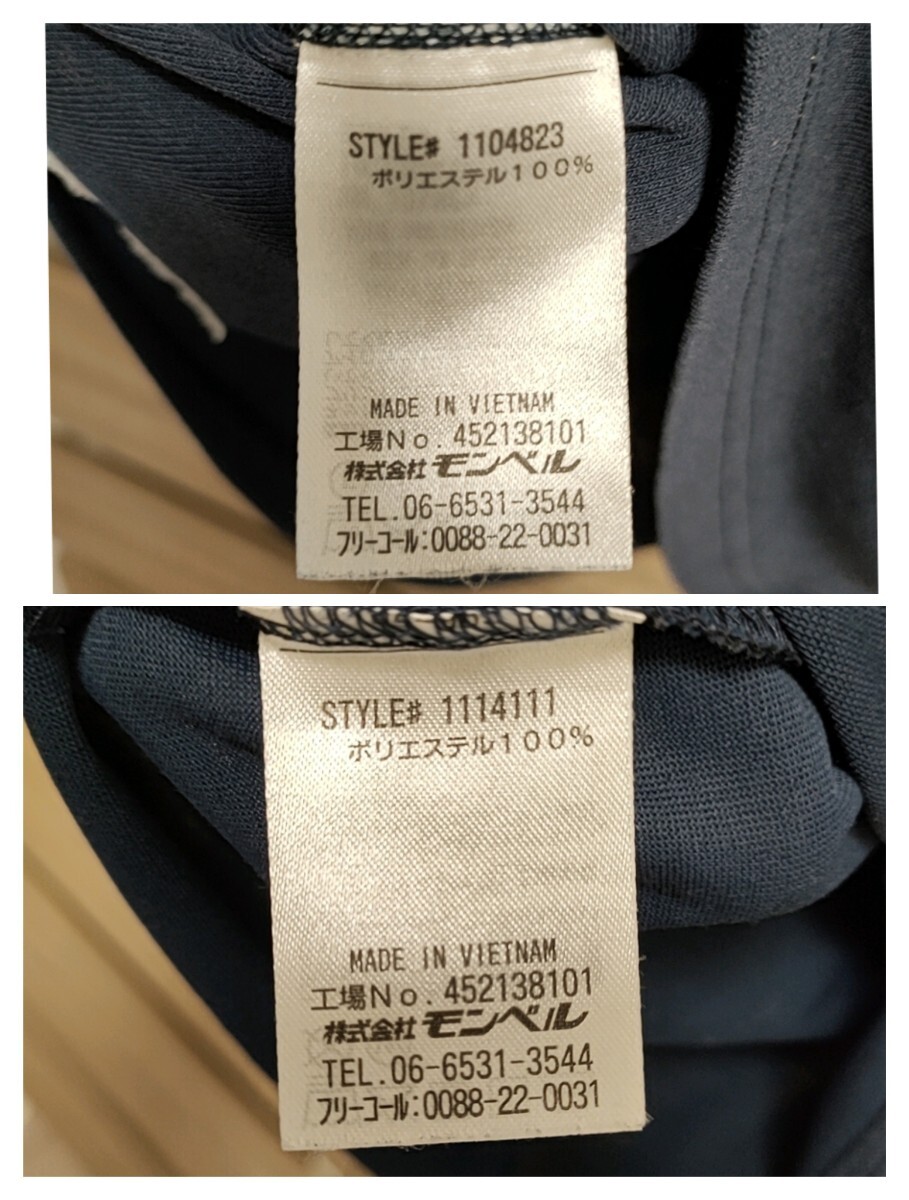 STYLE# 1104823
ポリエステル100%
MADE IN VIETNAM
工場No. 452138101
株式会社モンベル
TEL.06-6531-3544
フリーコール:0088-22-0031
STYLE# 1114111
ポリエステル100%
MADE IN VIETNAM
工場No. 452138101
株式会社モンベル
TEL.06-6531-3544
フリーコール:0088-22-0031